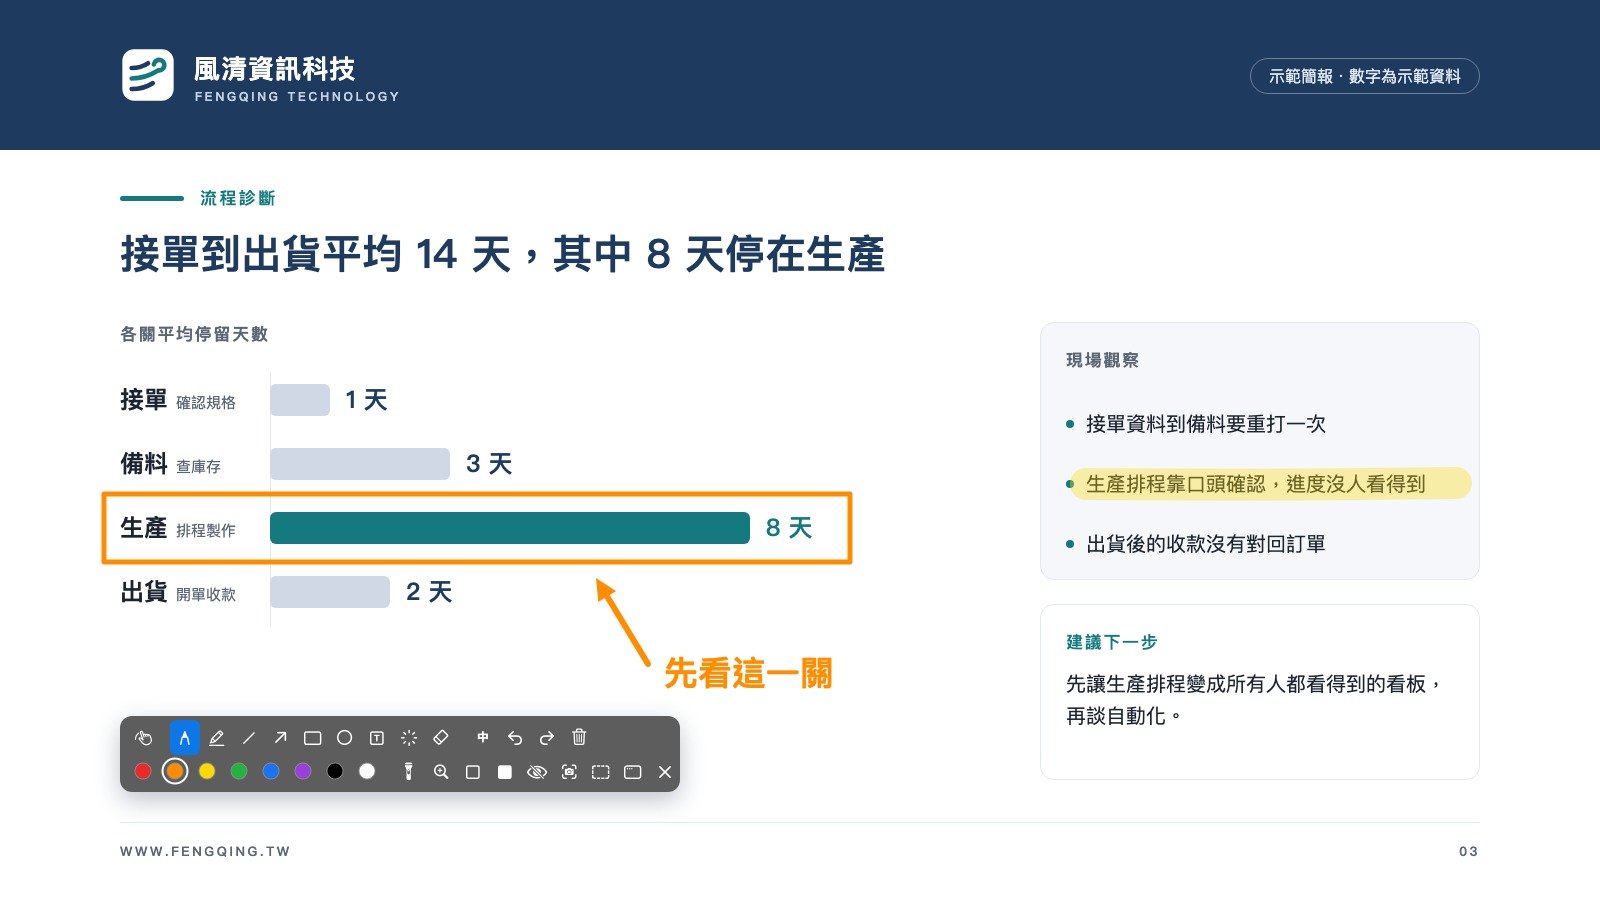 風清資訊科技
FENGQING TECHNOLOGY
示範簡報 · 數字為示範資料
流程診斷
接單到出貨平均 14 天，其中 8 天停在生產
各關平均停留天數
接單 確認規格 1 天
備料 查庫存 3 天
生產 排程製作 8 天
出貨 開單收款 2 天
先看這一關
現場觀察
接單資料到備料要重打一次
生產排程靠口頭確認，進度沒人看得到
出貨後的收款沒有對回訂單
建議下一步
先讓生產排程變成所有人都看得到的看板，
再談自動化。
T 中
WWW.FENGQING.TW
03